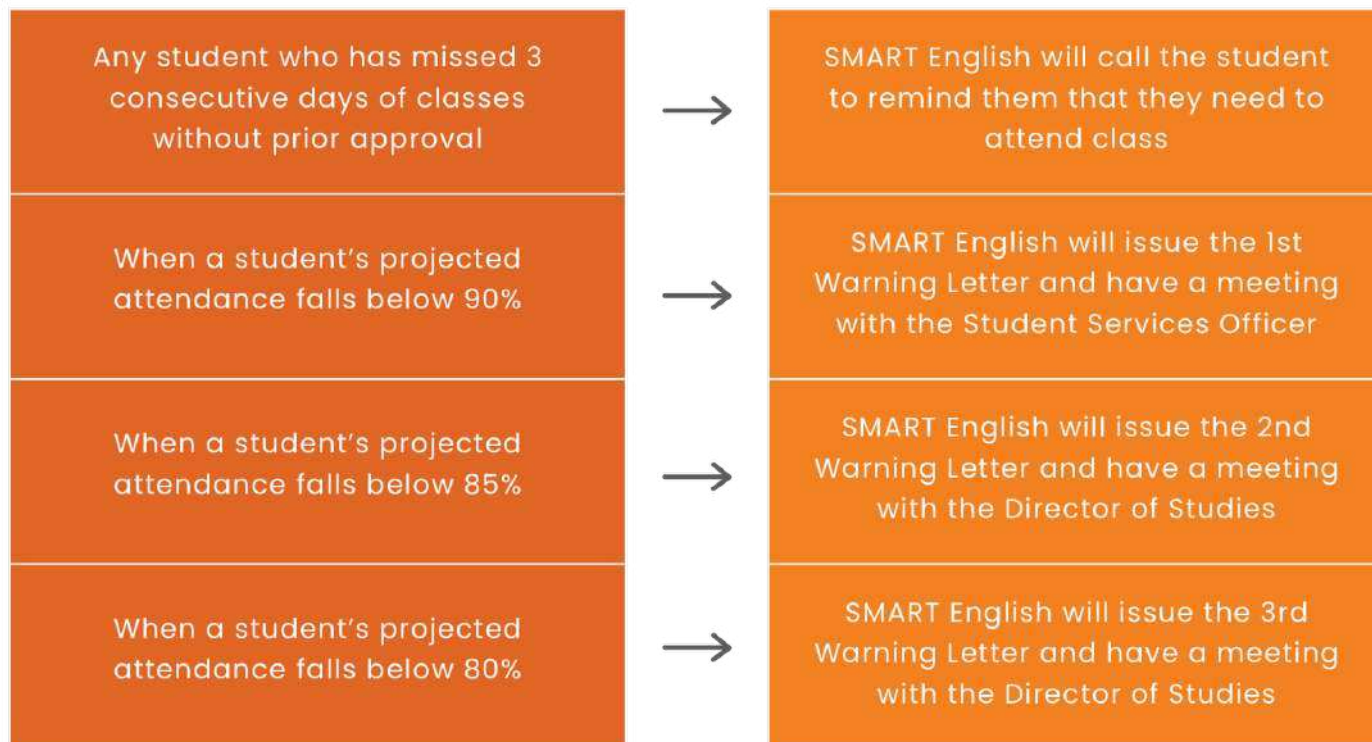 Any student who has missed 3
consecutive days of classes
without prior approval
SMART English will call the student
to remind them that they need to
attend class
When a student's projected
attendance falls below 90%
SMART English will issue the 1st
Warning Letter and have a meeting
with the Student Services Officer
When a student's projected
attendance falls below 85%
SMART English will issue the 2nd
Warning Letter and have a meeting
with the Director of Studies
When a student's projected
attendance falls below 80%
SMART English will issue the 3rd
Warning Letter and have a meeting
with the Director of Studies